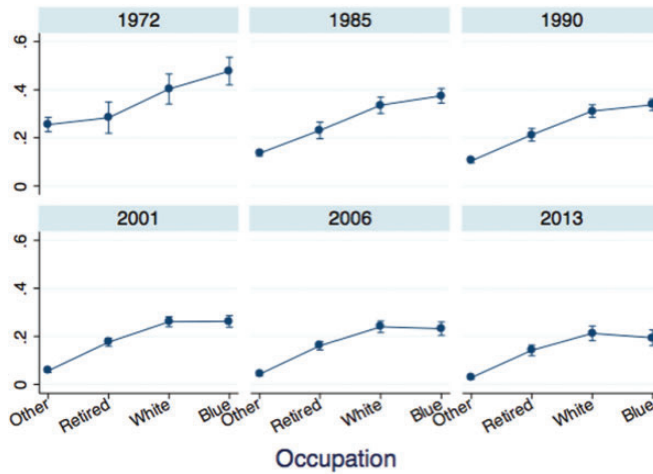 1972 1985 1990
.6
.4
.2
0
2001 2006 2013
.6
.4
.2
0
Other Retired White Blue Other Retired White Blue Other Retired White Blue
Occupation